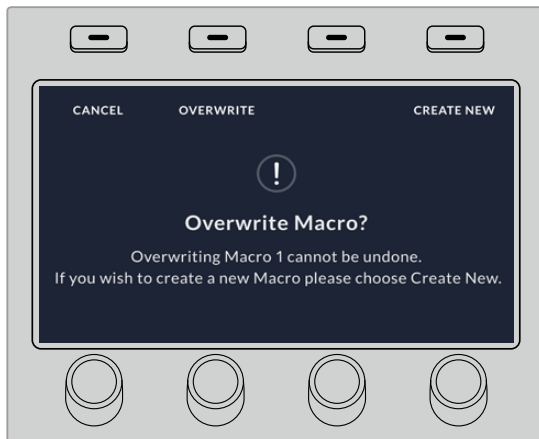 CANCEL OVERWRITE CREATE NEW
Overwrite Macro?
Overwriting Macro 1 cannot be undone.
If you wish to create a new Macro please choose Create New.